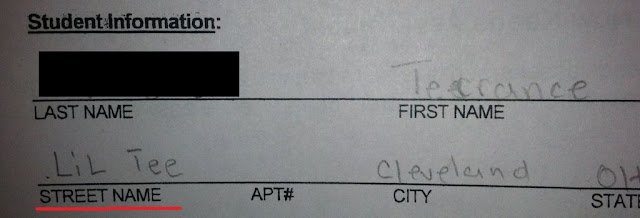 Student Information:
Terrance
LAST NAME FIRST NAME
.LiL Tee Cleveland OH
STREET NAME APT# CITY STATE